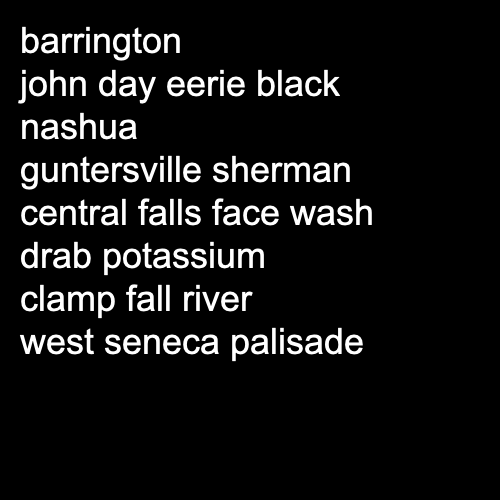 barrington
john day eerie black
nashua
guntersville sherman
central falls face wash
drab potassium
clamp fall river
west seneca palisade